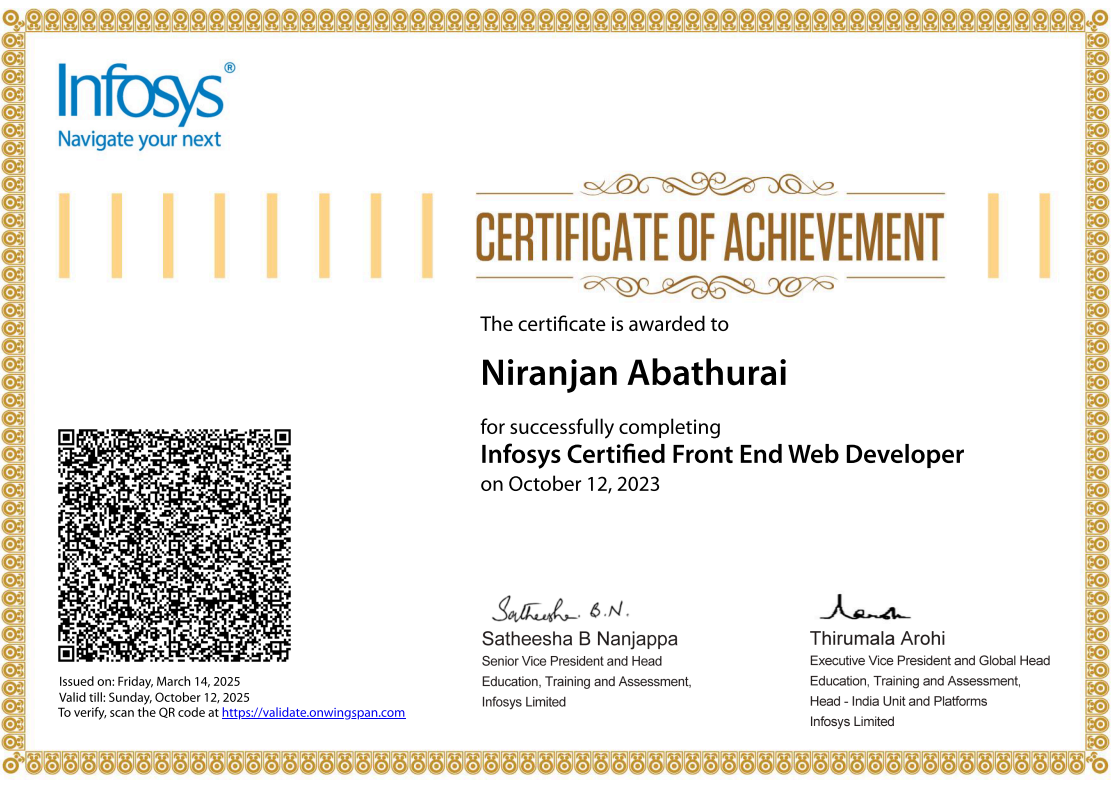 Infosys®
Navigate your next
CERTIFICATE OF ACHIEVEMENT
The certificate is awarded to
Niranjan Abathurai
for successfully completing
Infosys Certified Front End Web Developer
on October 12, 2023
Satheesha B.N.
Satheesha B Nanjappa
Senior Vice President and Head
Education, Training and Assessment,
Infosys Limited
Thirumala Arohi
Executive Vice President and Global Head
Education, Training and Assessment,
Head - India Unit and Platforms
Infosys Limited
Issued on: Friday, March 14, 2025
Valid till: Sunday, October 12, 2025
To verify, scan the QR code at https://validate.onwingspan.com